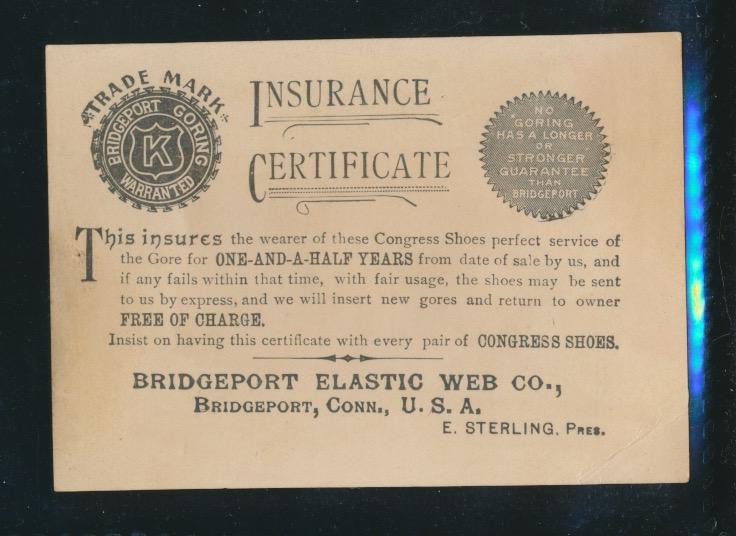 TRADE MARK
BRIDGEPORT GORING
K
WARRANTED
INSURANCE
CERTIFICATE
NO
GORING
HAS A LONGER
OR
STRONGER
GUARANTEE
THAN
BRIDGEPORT
This insures the wearer of these Congress Shoes perfect service of
the Gore for ONE-AND-A-HALF YEARS from date of sale by us, and
if any fails within that time, with fair usage, the shoes may be sent
to us by express, and we will insert new gores and return to owner
FREE OF CHARGE.
Insist on having this certificate with every pair of CONGRESS SHOES.
BRIDGEPORT ELASTIC WEB CO.,
BRIDGEPORT, CONN., U. S. A.
E. STERLING, PRES.